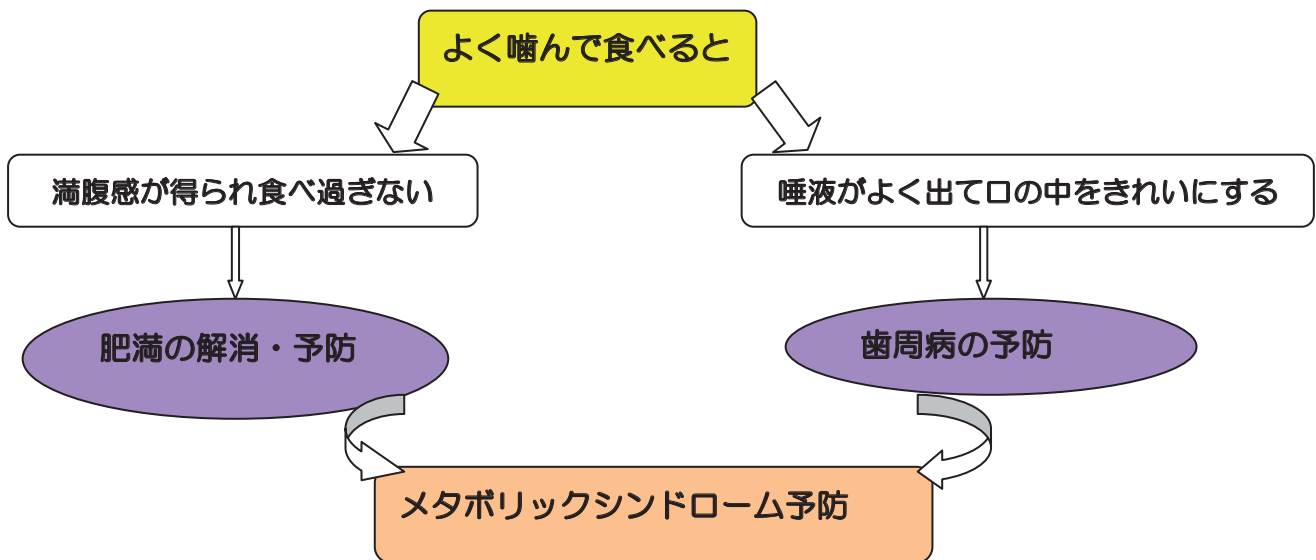 よく噛んで食べると
満腹感が得られ食べ過ぎない
唾液がよく出て口の中をきれいにする
肥満の解消・予防
歯周病の予防
メタボリックシンドローム予防